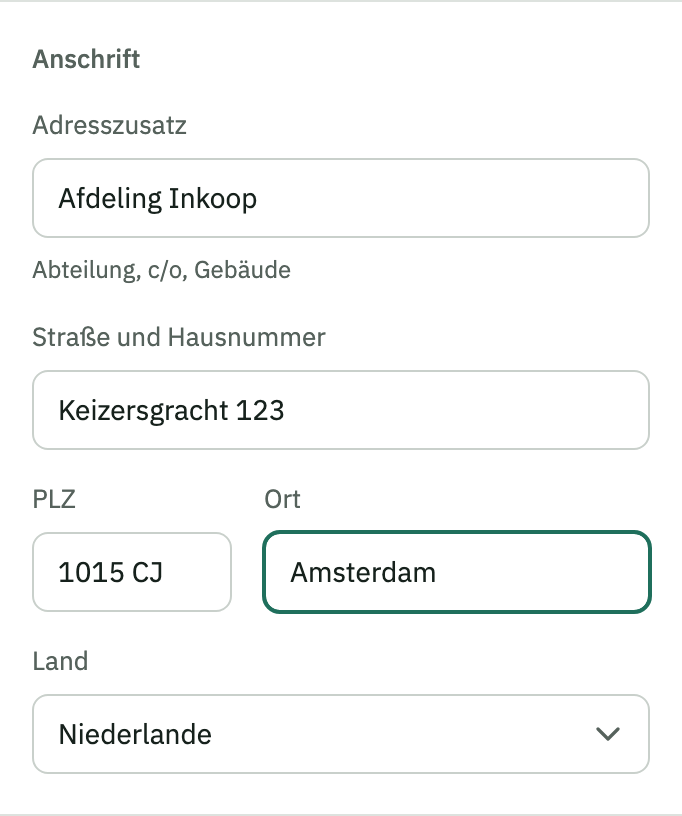 Anschrift
Adresszusatz
Afdeling Inkoop
Abteilung, c/o, Gebäude
Straße und Hausnummer
Keizersgracht 123
PLZ
Ort
1015 CJ
Amsterdam
Land
Niederlande